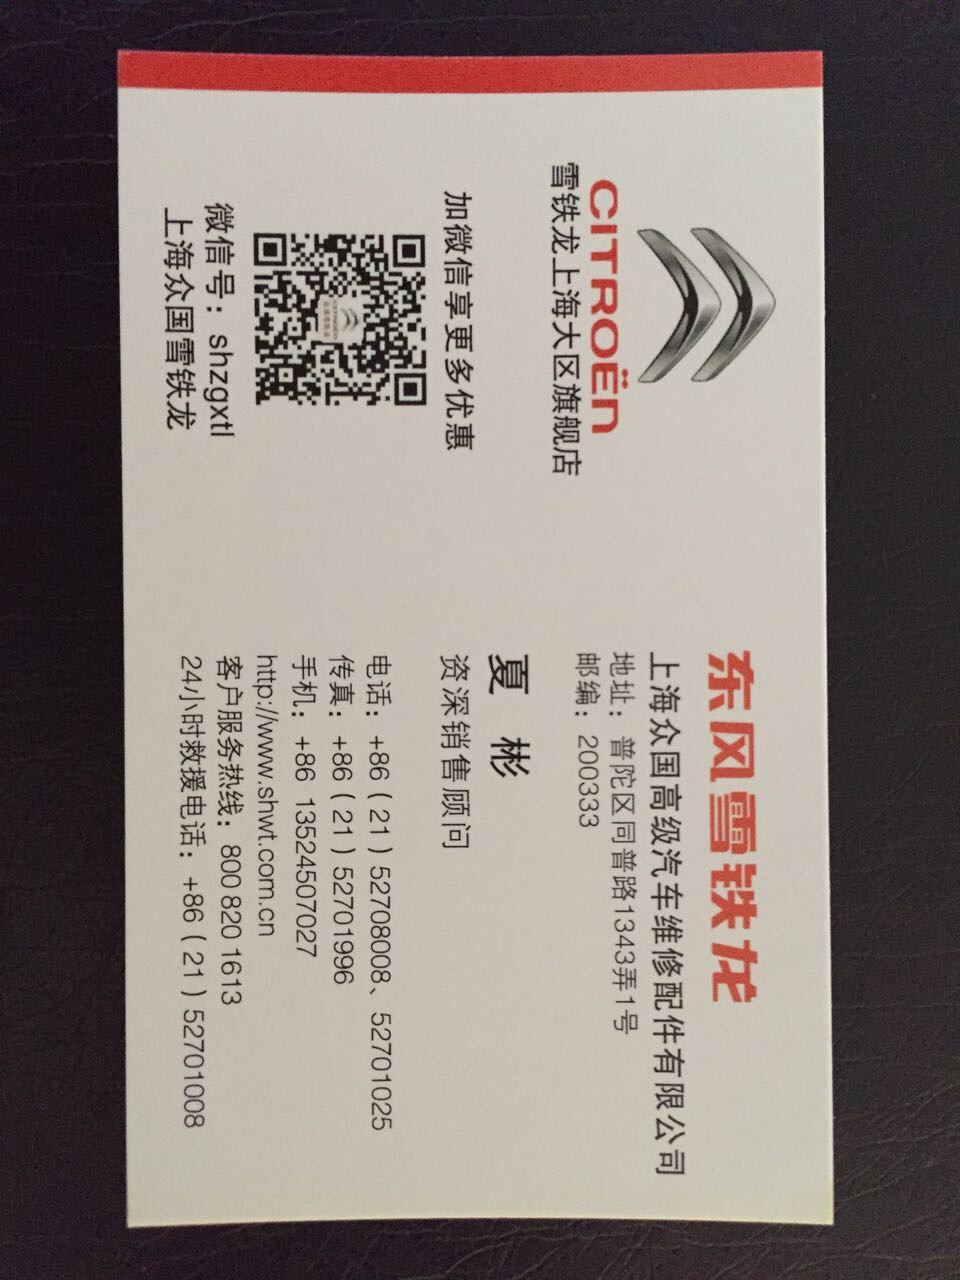 CITROËN
雪铁龙上海大区旗舰店
加微信享更多优惠
微信号：shzgxtl
上海众国雪铁龙
东风雪铁龙
上海众国高级汽车维修配件有限公司
地址：普陀区同普路1343弄1号
邮编：200333
夏 彬
资深销售顾问
电话：+86（21）52708008、52701025
传真：+86（21）52701996
手机：+86 13524507027
http://www.shwt.com.cn
客户服务热线：800 820 1613
24小时救援电话：+86（21）52701008